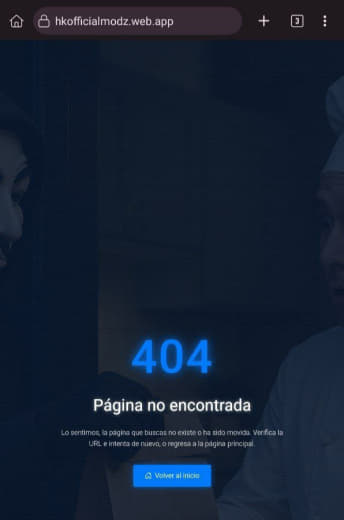 hkofficialmodz.web.app
3
404
Página no encontrada
Lo sentimos, la página que buscas no existe o ha sido movida. Verifica la
URL e intenta de nuevo, o regresa a la página principal.
Volver al inicio